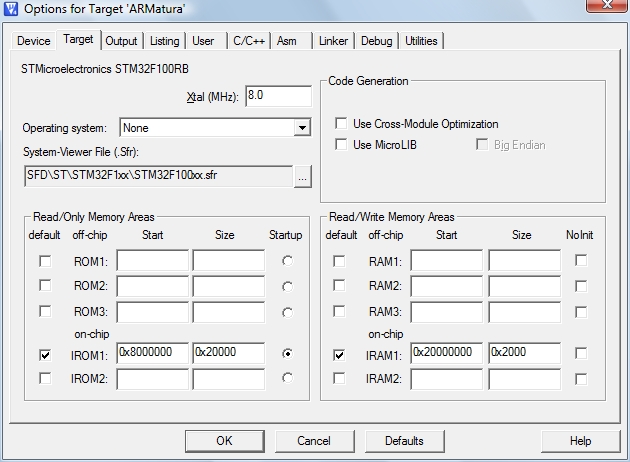 Options for Target 'ARMatura'
Device Target Output Listing User C/C++ Asm Linker Debug Utilities
STMicroelectronics STM32F100RB
Xtal (MHz): 8.0
Operating system: None
System-Viewer File (.Sfr):
SFD\ST\STM32F1xx\STM32F100xx.sfr ...
Code Generation
Use Cross-Module Optimization
Use MicroLIB Big Endian
Read/Only Memory Areas
default off-chip Start Size Startup
ROM1:
ROM2:
ROM3:
on-chip
IROM1: 0x8000000 0x20000
IROM2:
Read/Write Memory Areas
default off-chip Start Size NoInit
RAM1:
RAM2:
RAM3:
on-chip
IRAM1: 0x20000000 0x2000
IRAM2:
OK Cancel Defaults Help